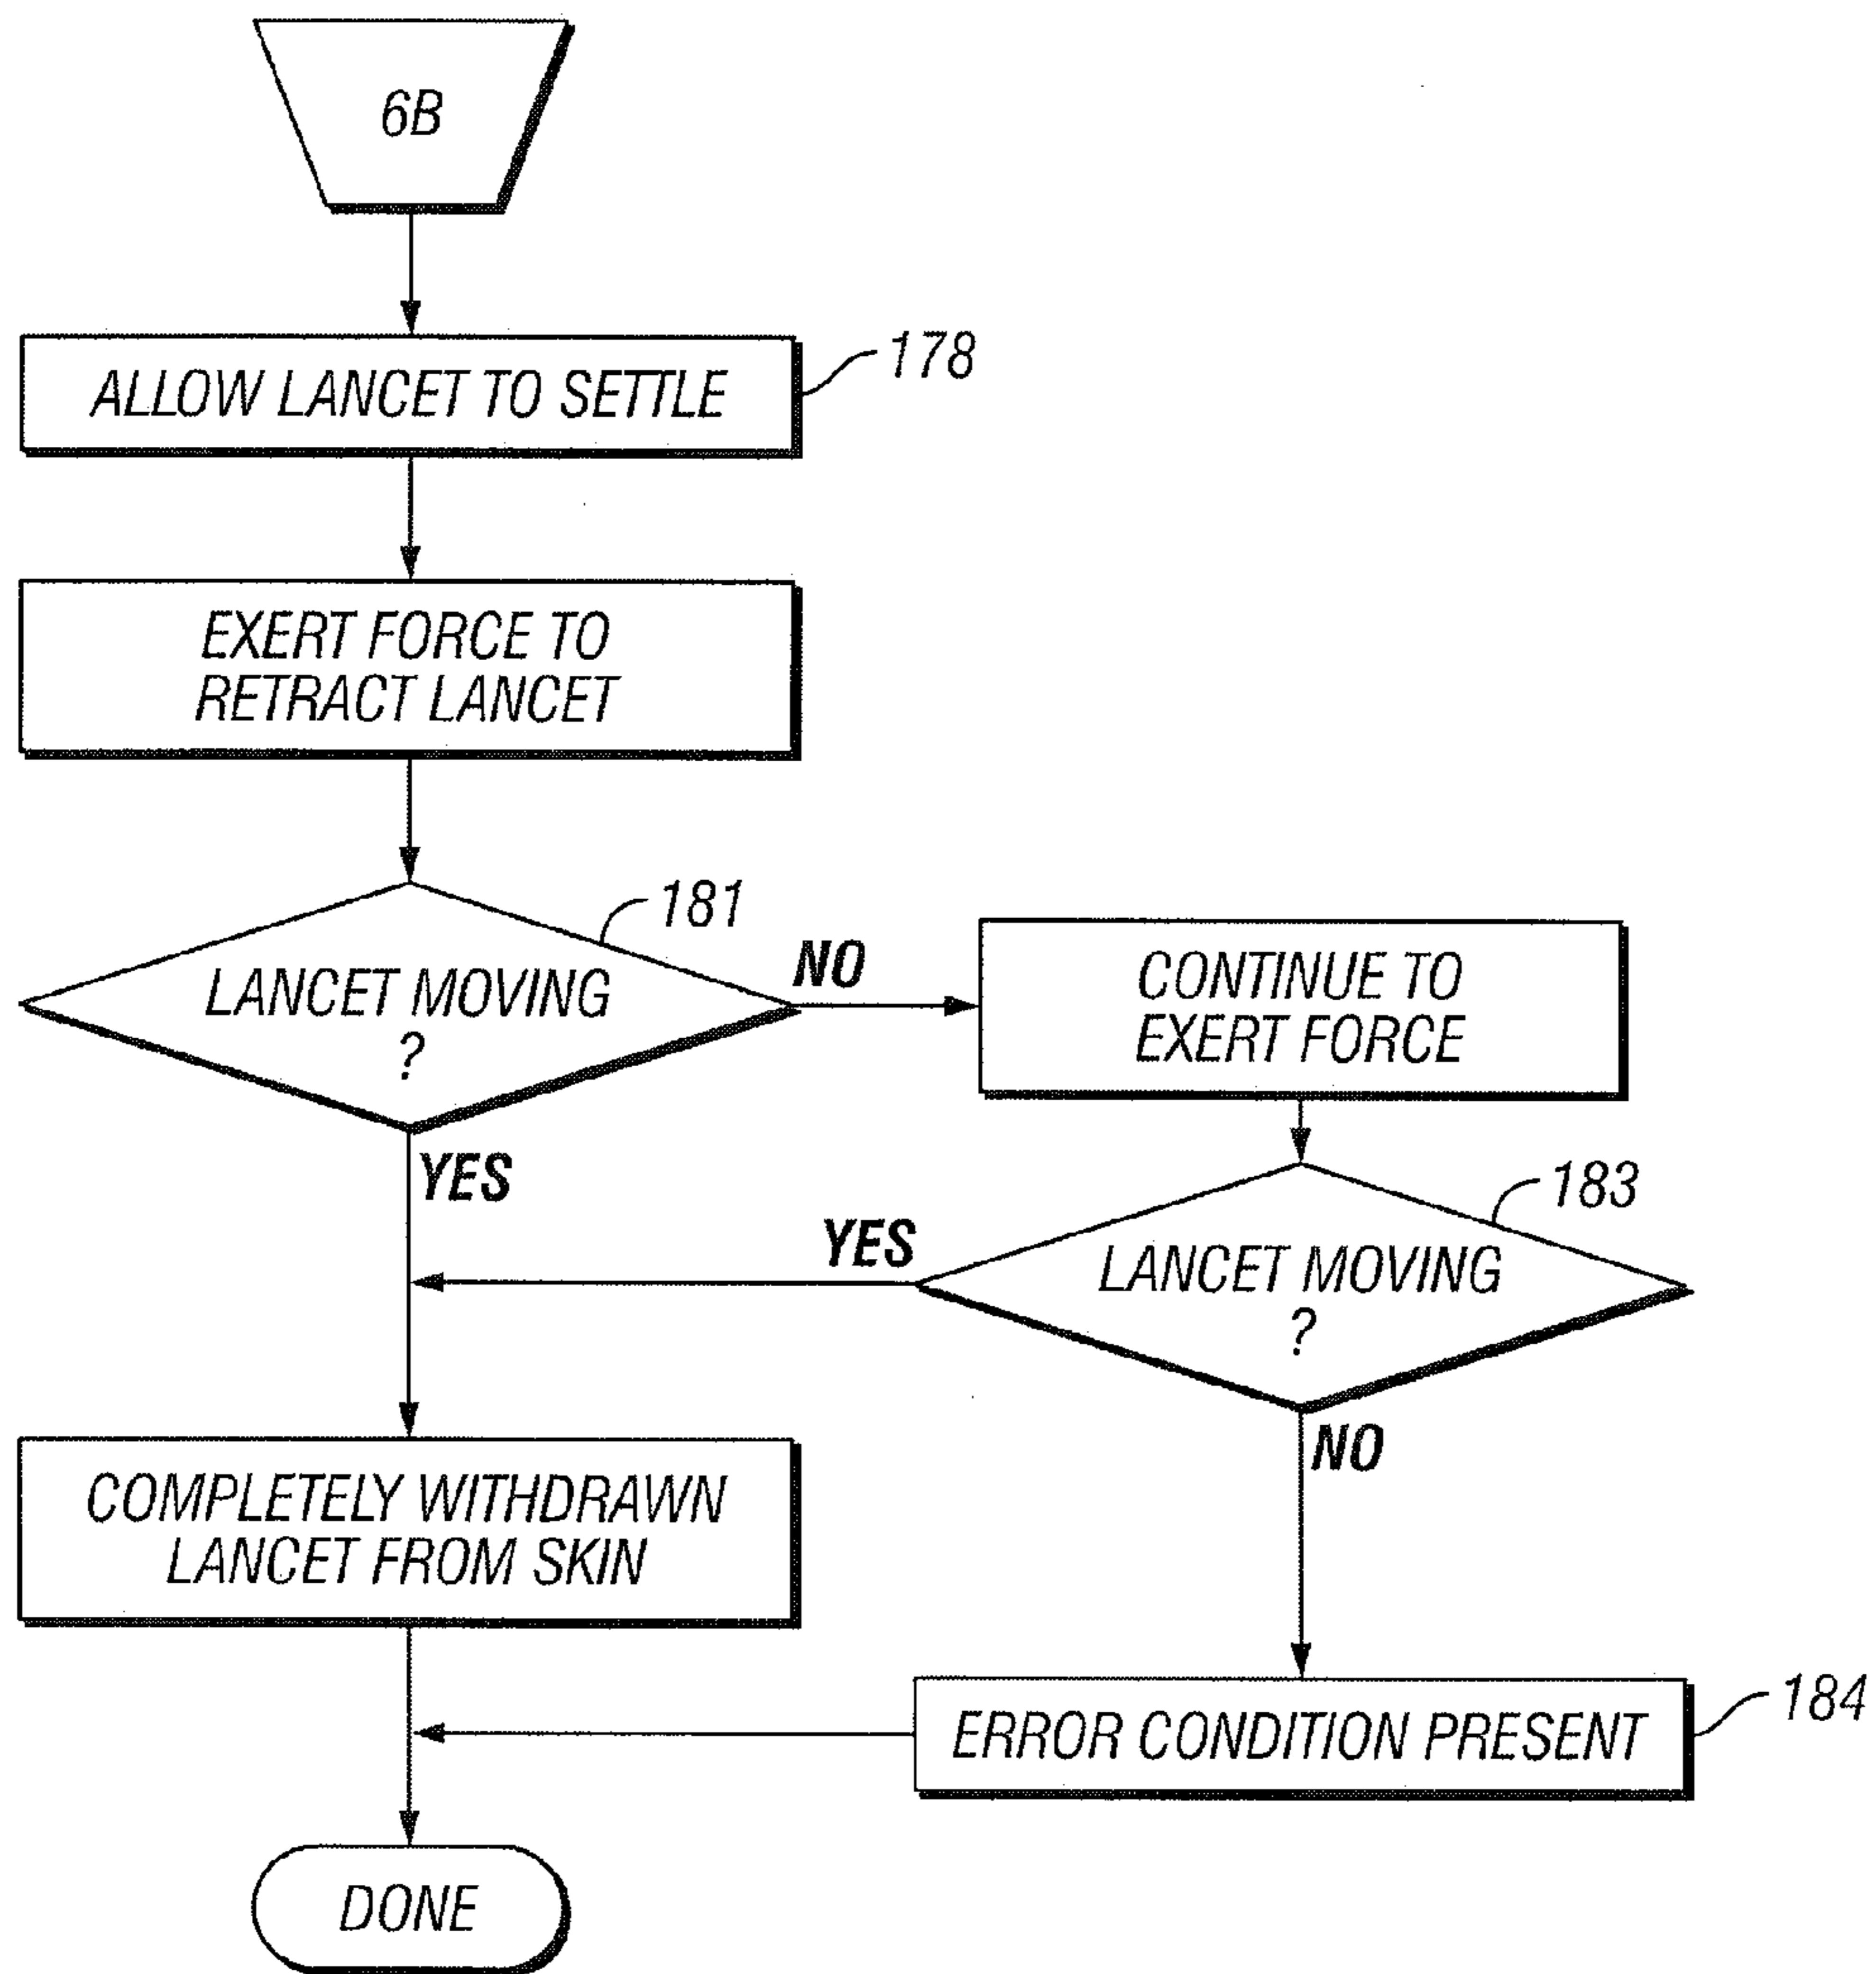 6B
ALLOW LANCET TO SETTLE
178
EXERT FORCE TO
RETRACT LANCET
181
LANCET MOVING
?
NO
CONTINUE TO
EXERT FORCE
YES
183
LANCET MOVING
?
YES
NO
COMPLETELY WITHDRAWN
LANCET FROM SKIN
184
ERROR CONDITION PRESENT
DONE